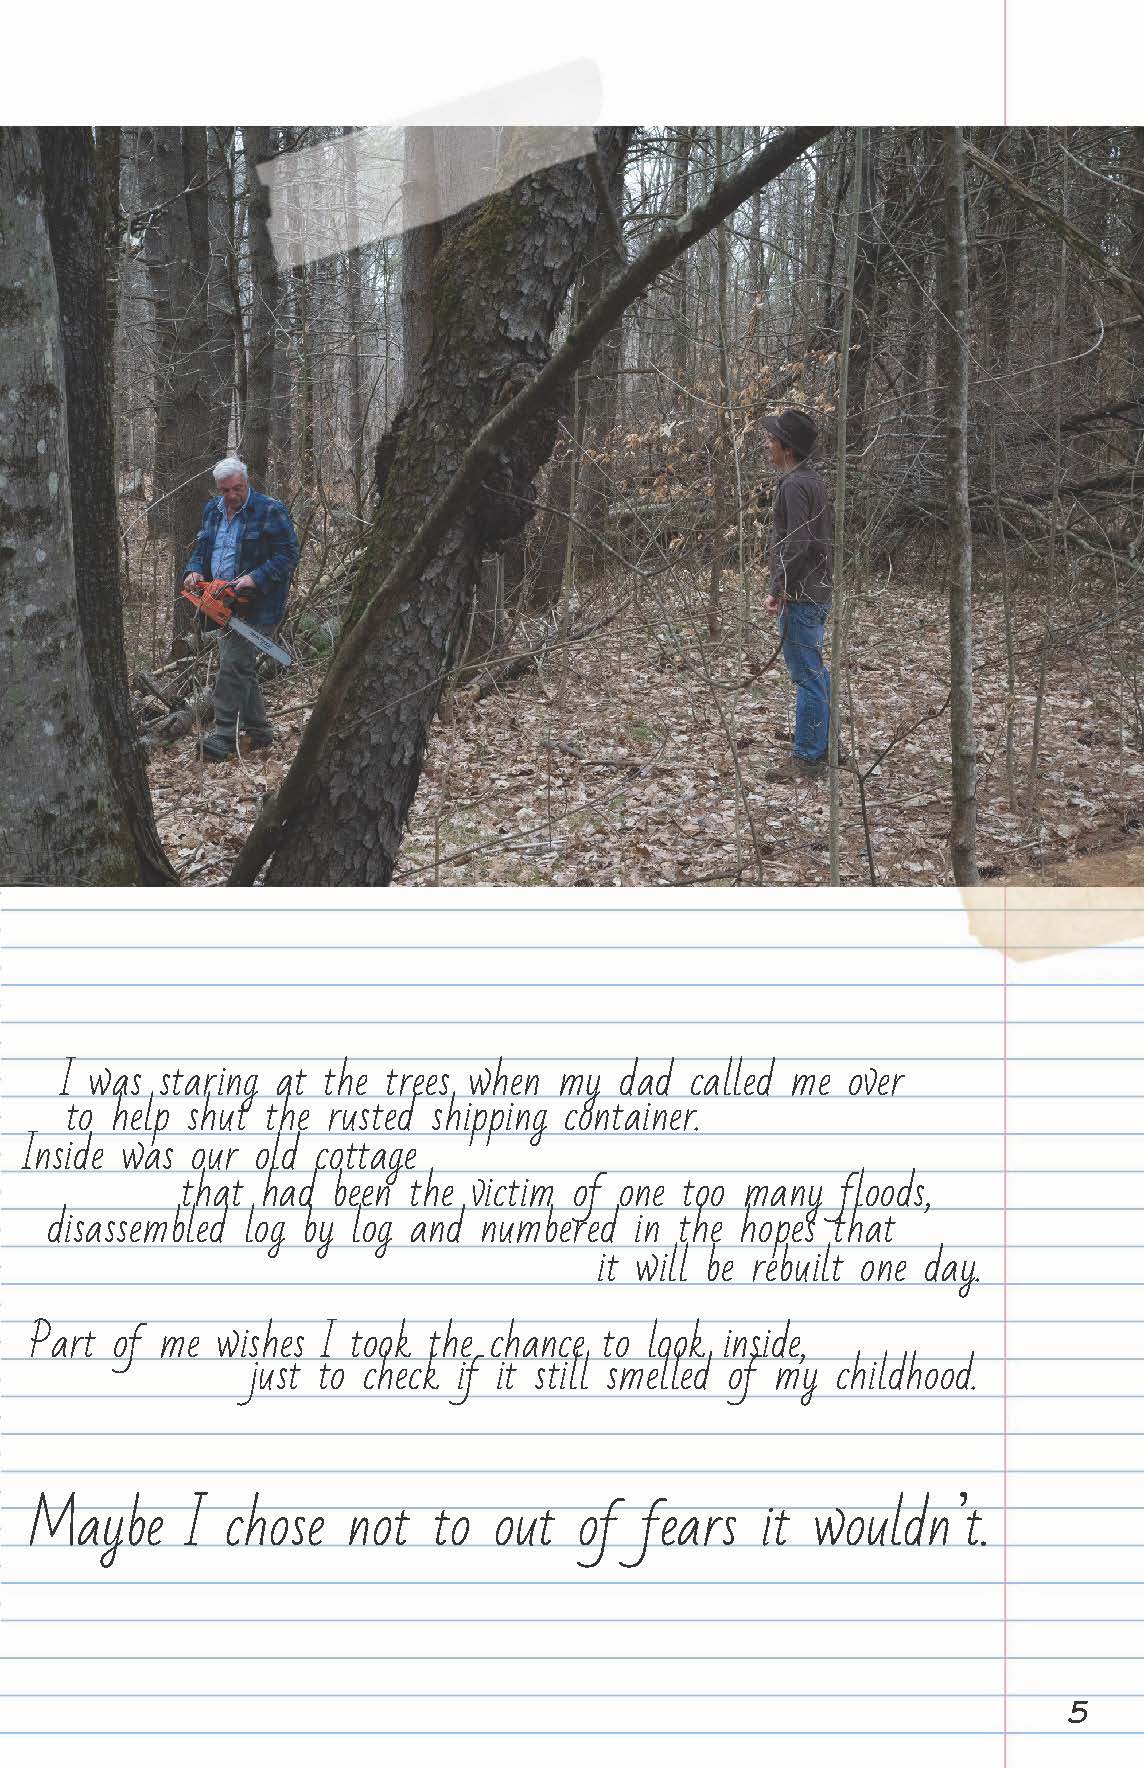 I was staring at the trees when my dad called me over
to help shut the rusted shipping container.
Inside was our old cottage
that had been the victim of one too many floods,
disassembled log by log and numbered in the hopes that
it will be rebuilt one day.
Part of me wishes I took the chance to look inside,
just to check if it still smelled of my childhood.
Maybe I chose not to out of fears it wouldn't.
5